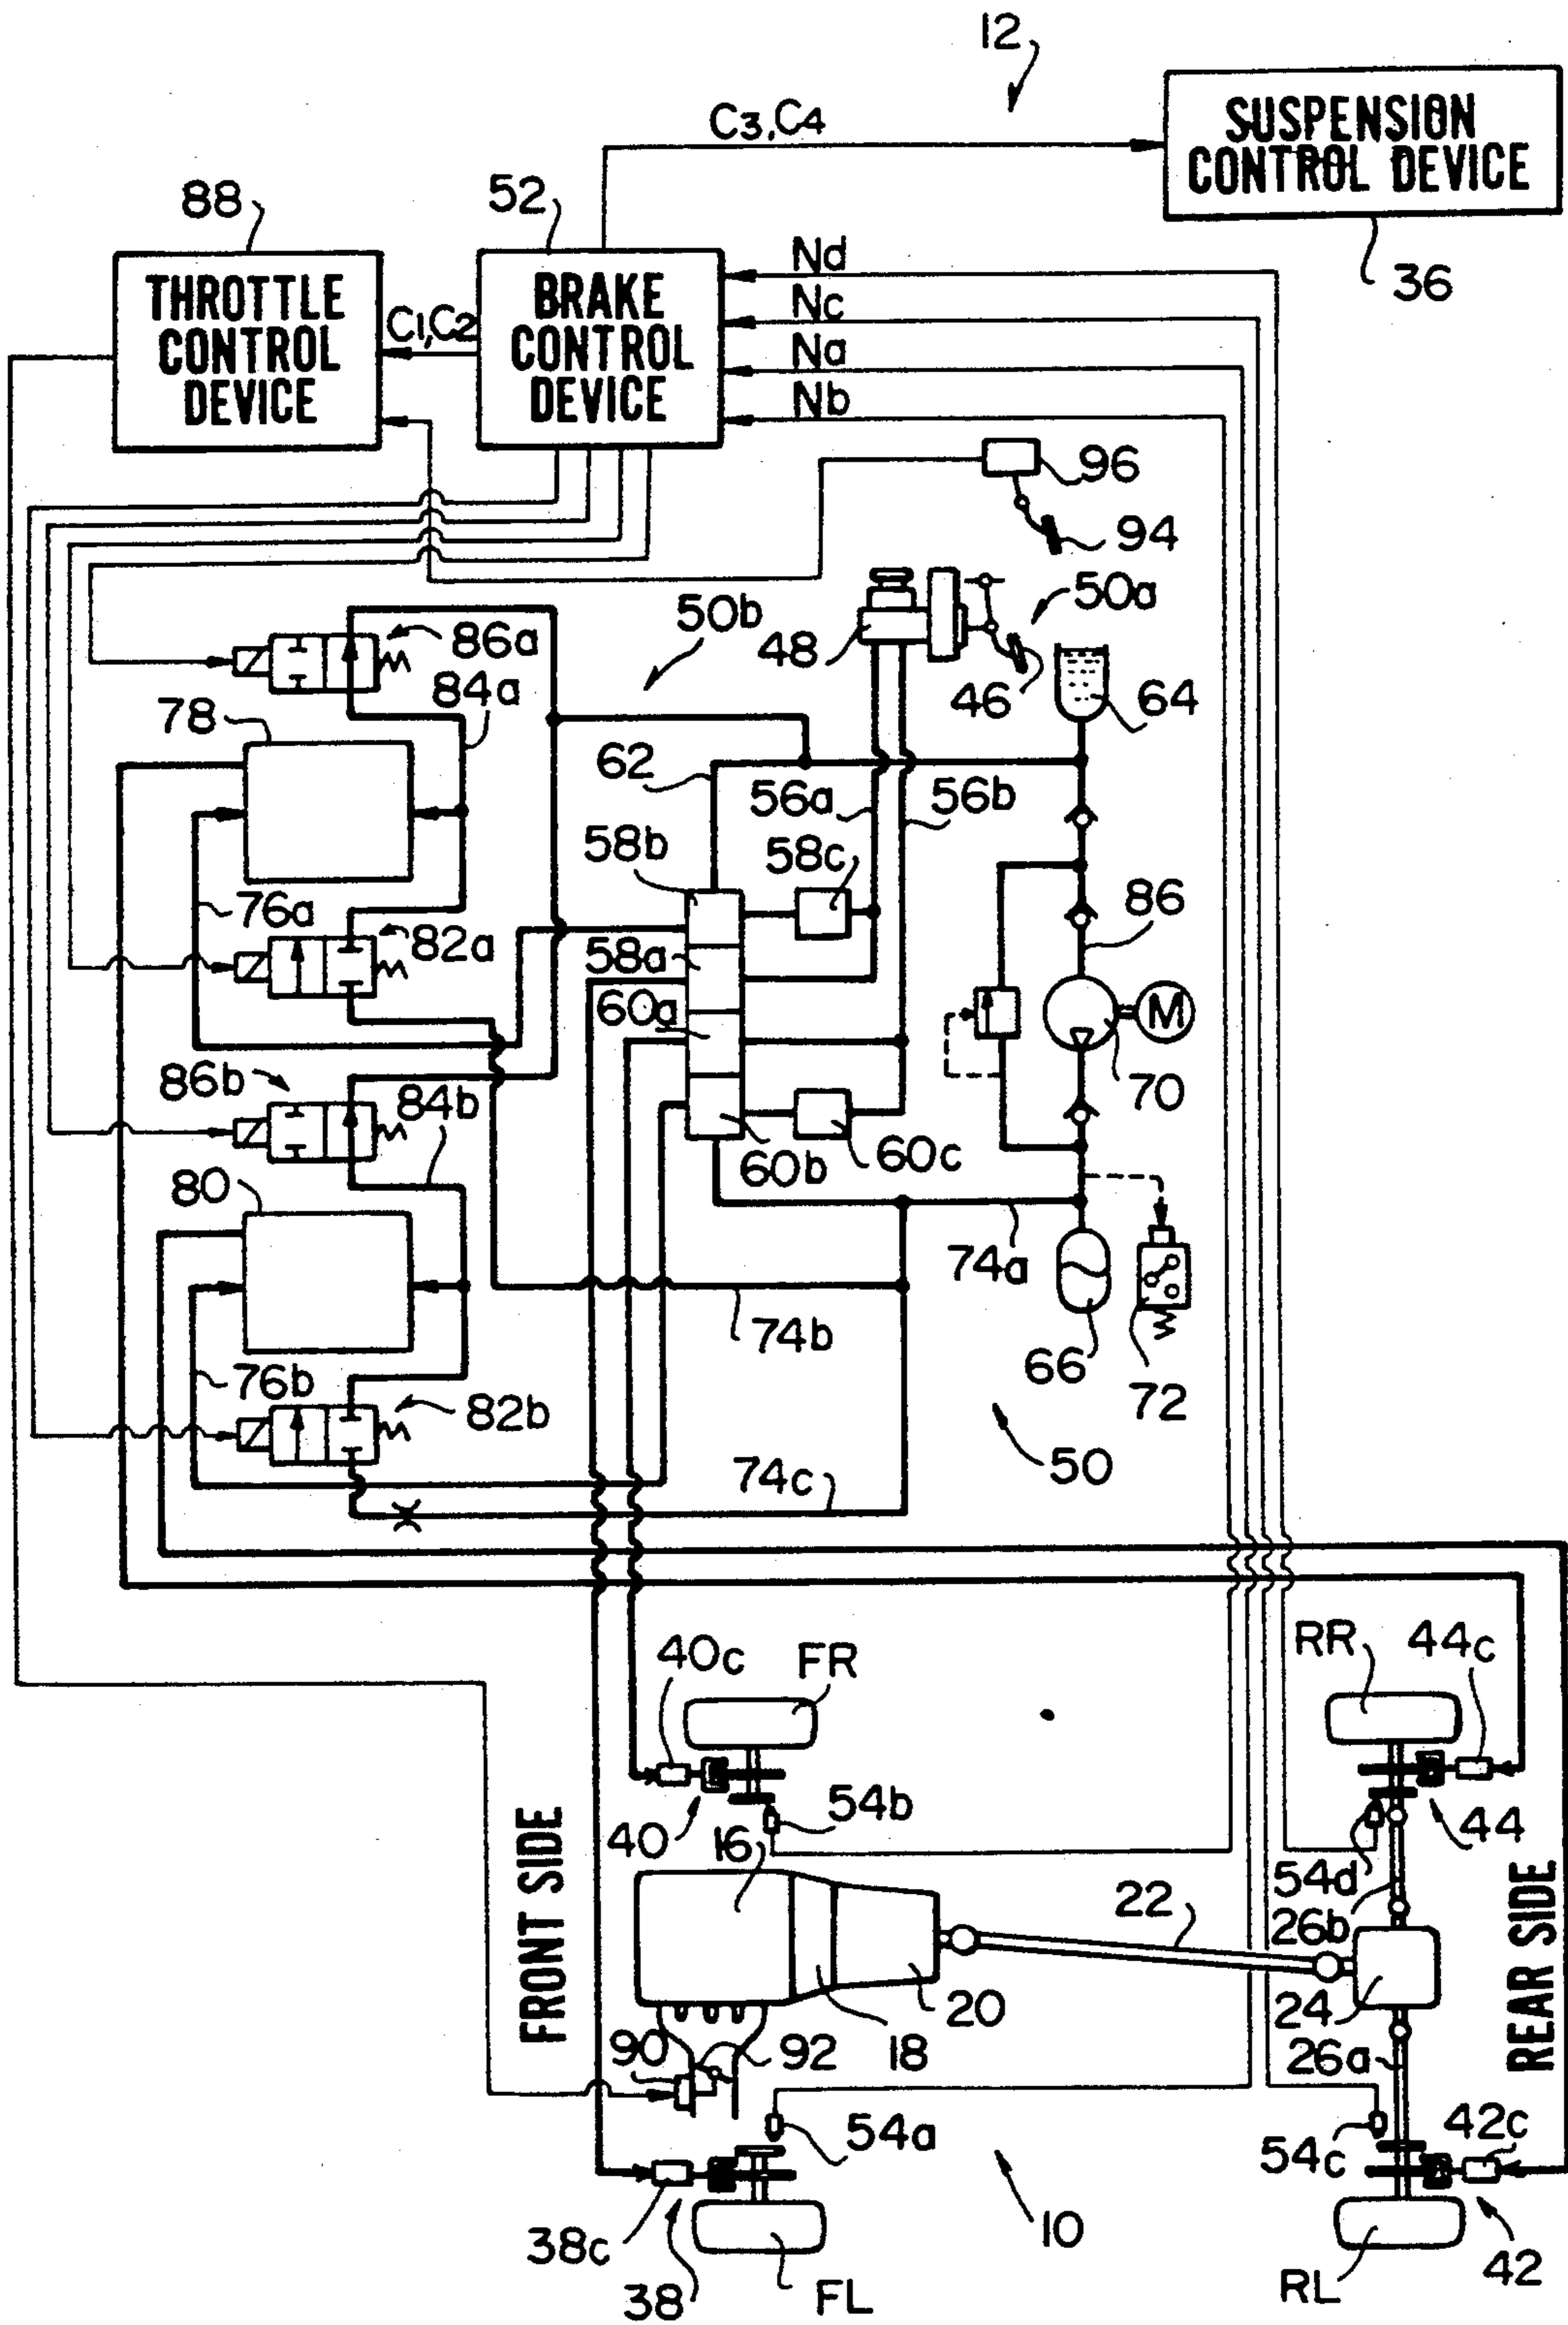 12
C3,C4
SUSPENSION
CONTROL DEVICE
88
52
36
THROTTLE
CONTROL
DEVICE
C1,C2
BRAKE
CONTROL
DEVICE
Nd
Nc
Na
Nb
96
94
50a
50b
48
46
64
86a
84a
78
62
56a
56b
58b
58c
76a
82a
58a
60a
86
M
70
86b
84b
60b
60c
80
74a
74b
66
72
76b
82b
50
74c
40c
FR
RR
44c
40
16
54b
44
54d
FRONT SIDE
22
26b
REAR SIDE
20
24
90
92
18
26a
54a
54c
42c
38c
10
38
FL
RL
42